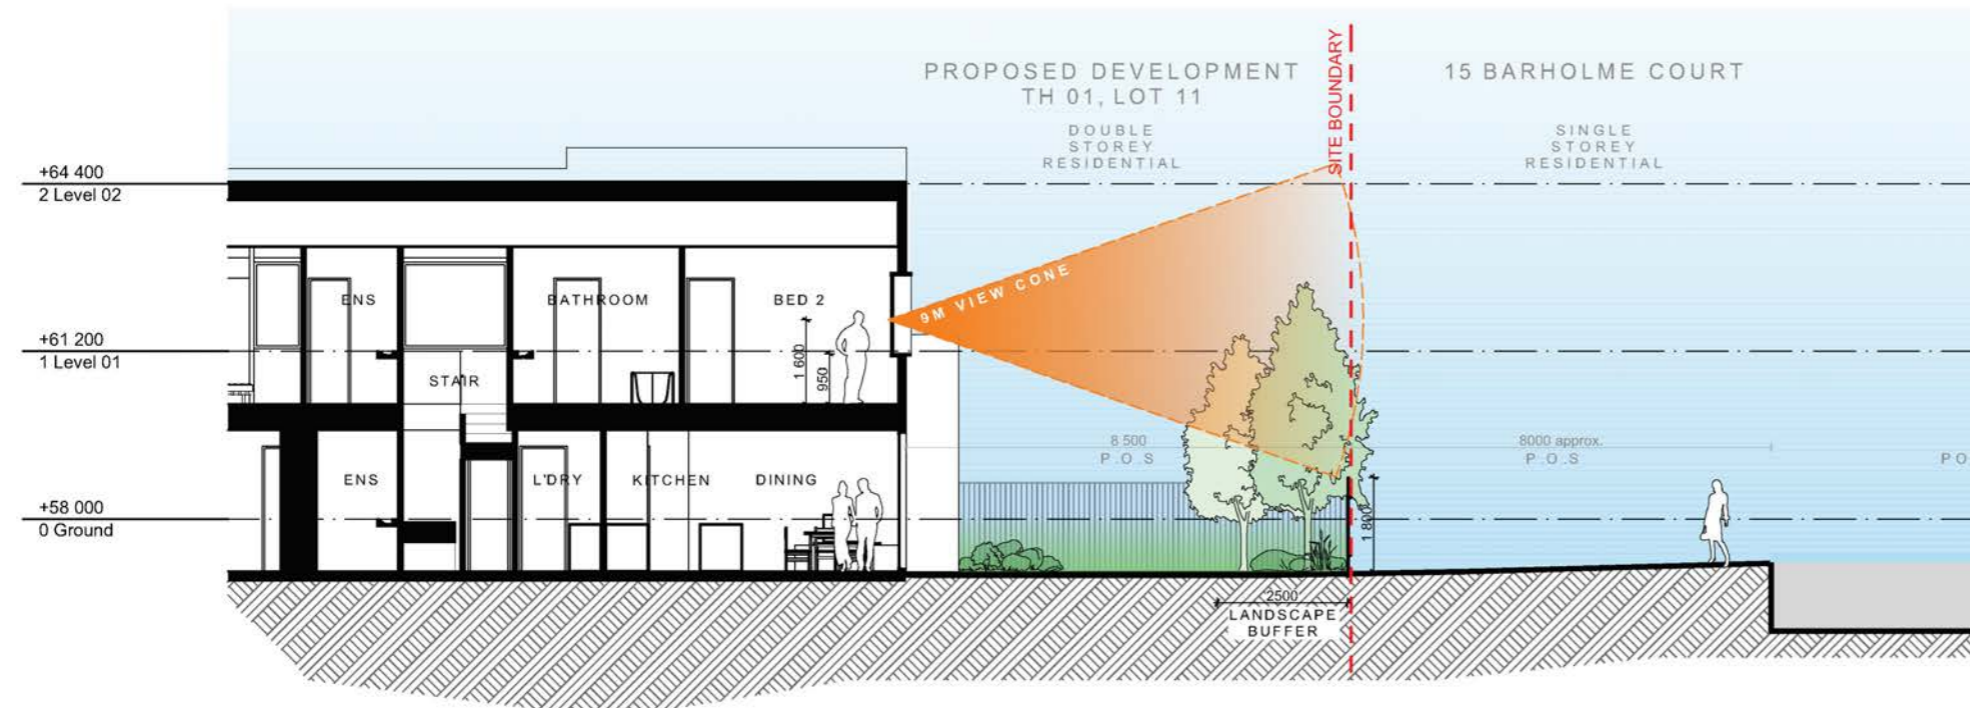 PROPOSED DEVELOPMENT
TH 01, LOT 11
DOUBLE
STOREY
RESIDENTIAL
SITE BOUNDARY
15 BARHOLME COURT
SINGLE
STOREY
RESIDENTIAL
+64 400
2 Level 02
+61 200
1 Level 01
+58 000
0 Ground
ENS
BATHROOM
BED 2
9M VIEW CONE
STAIR
1 600
950
ENS
L'DRY
KITCHEN
DINING
8 500
P.O.S
8000 approx.
P.O.S
PO
1 800
2500
LANDSCAPE
BUFFER